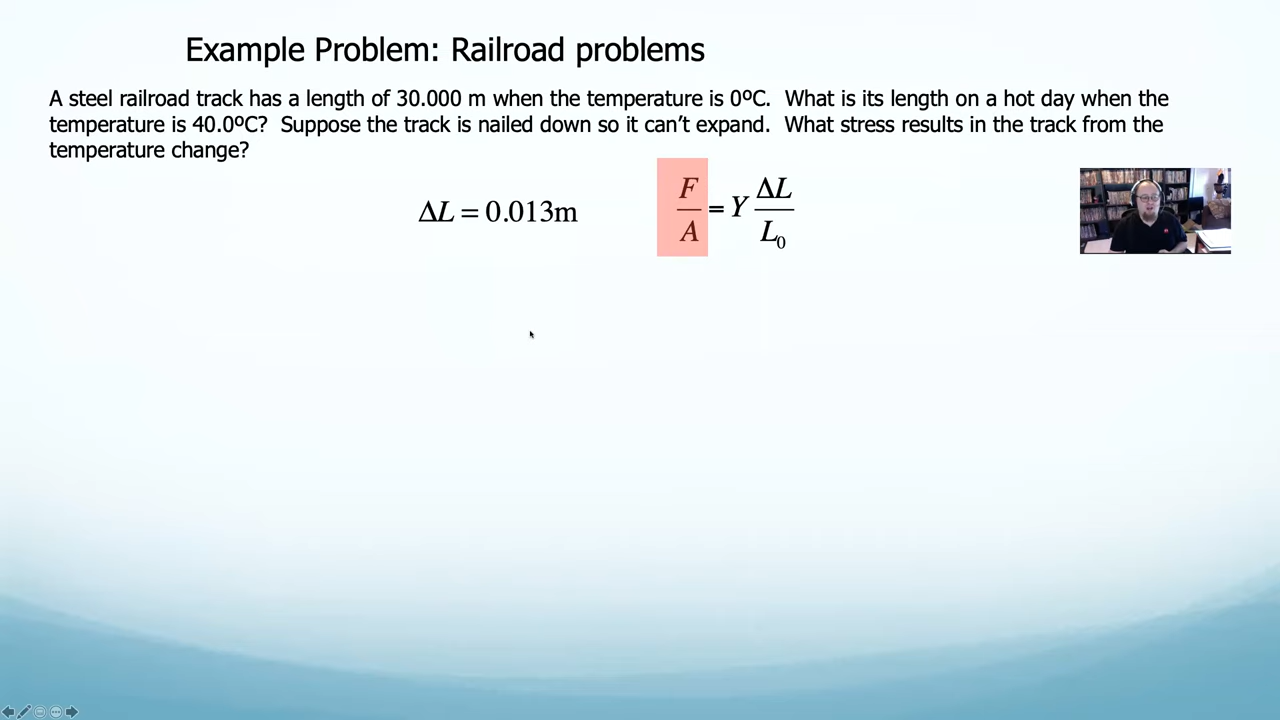 Example Problem: Railroad problems
A steel railroad track has a length of 30.000 m when the temperature is 0ºC. What is its length on a hot day when the
temperature is 40.0ºC? Suppose the track is nailed down so it can’t expand. What stress results in the track from the
temperature change?
ΔL = 0.013m
F/A = Y ΔL/L₀